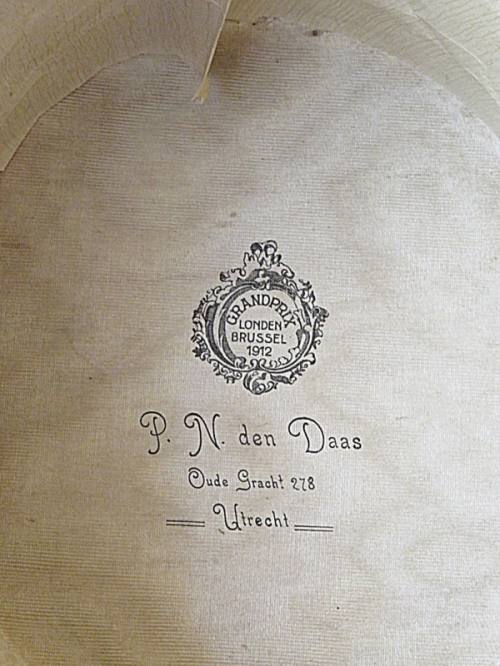 GRANDPRIX
LONDEN
BRUSSEL
1912
P. N. den Daas
Oude Gracht 278
Utrecht